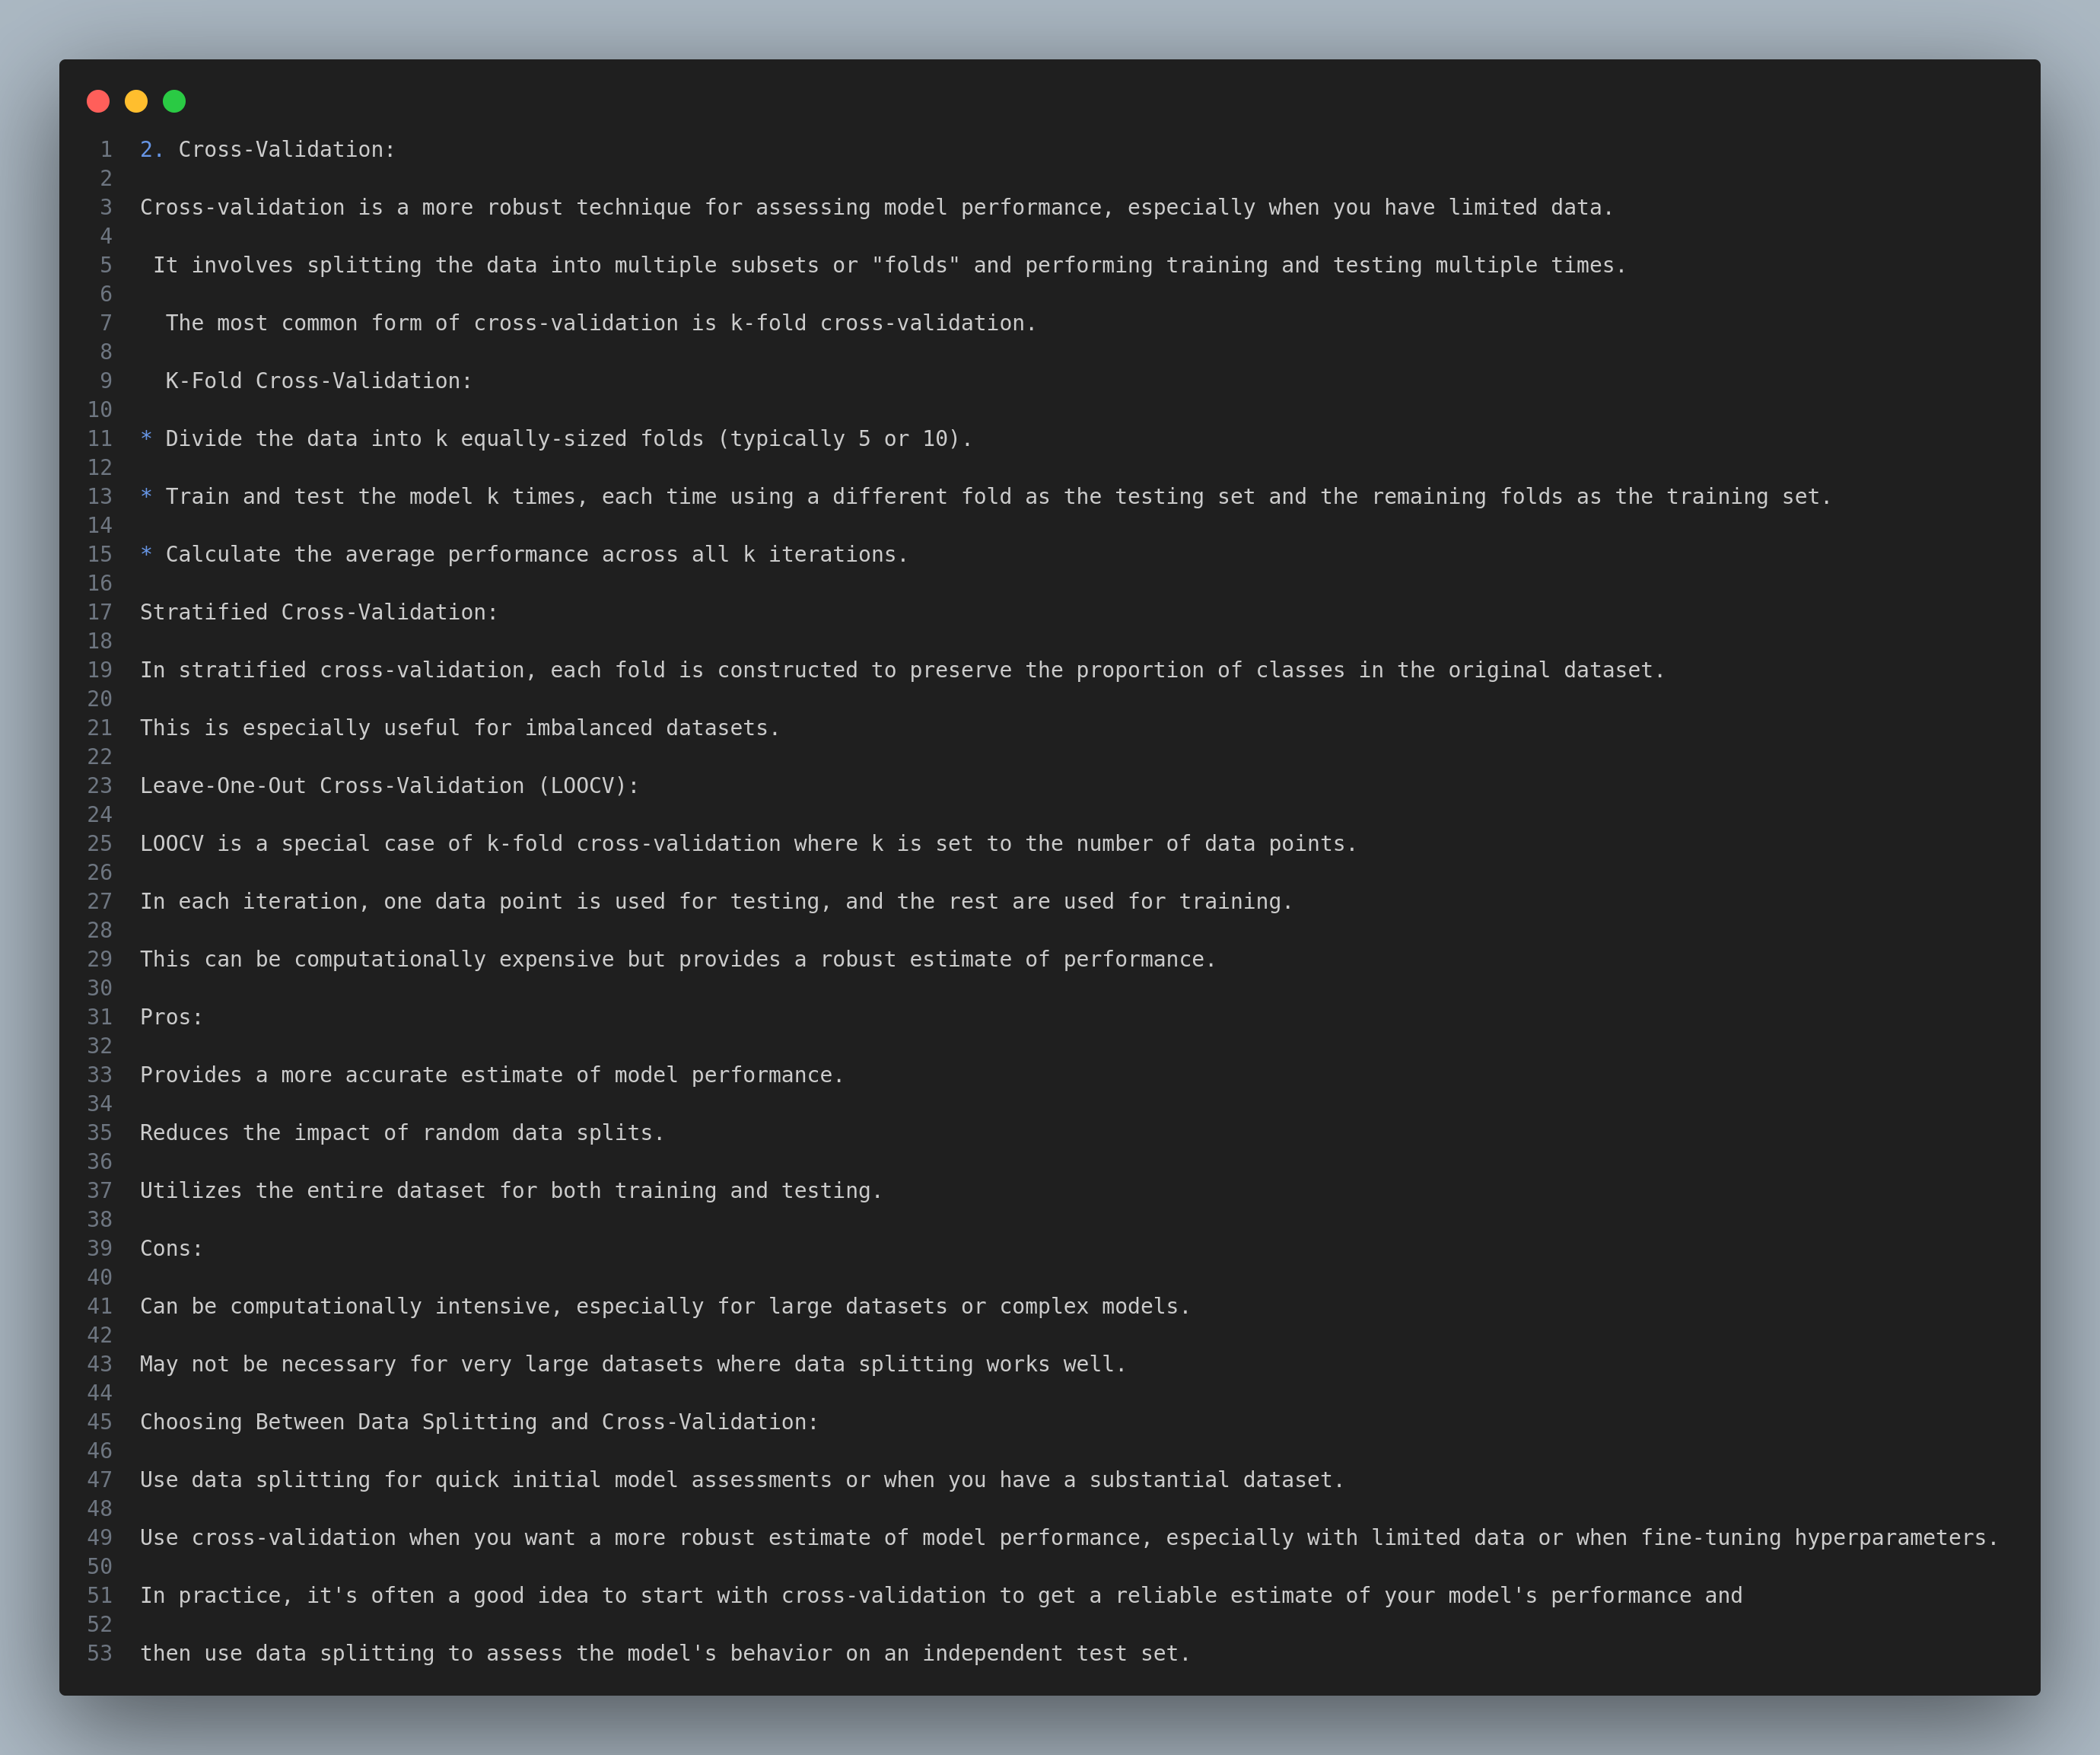 1 2. Cross-Validation:
2
3 Cross-validation is a more robust technique for assessing model performance, especially when you have limited data.
4
5 It involves splitting the data into multiple subsets or "folds" and performing training and testing multiple times.
6
7 The most common form of cross-validation is k-fold cross-validation.
8
9 K-Fold Cross-Validation:
10
11 * Divide the data into k equally-sized folds (typically 5 or 10).
12
13 * Train and test the model k times, each time using a different fold as the testing set and the remaining folds as the training set.
14
15 * Calculate the average performance across all k iterations.
16
17 Stratified Cross-Validation:
18
19 In stratified cross-validation, each fold is constructed to preserve the proportion of classes in the original dataset.
20
21 This is especially useful for imbalanced datasets.
22
23 Leave-One-Out Cross-Validation (LOOCV):
24
25 LOOCV is a special case of k-fold cross-validation where k is set to the number of data points.
26
27 In each iteration, one data point is used for testing, and the rest are used for training.
28
29 This can be computationally expensive but provides a robust estimate of performance.
30
31 Pros:
32
33 Provides a more accurate estimate of model performance.
34
35 Reduces the impact of random data splits.
36
37 Utilizes the entire dataset for both training and testing.
38
39 Cons:
40
41 Can be computationally intensive, especially for large datasets or complex models.
42
43 May not be necessary for very large datasets where data splitting works well.
44
45 Choosing Between Data Splitting and Cross-Validation:
46
47 Use data splitting for quick initial model assessments or when you have a substantial dataset.
48
49 Use cross-validation when you want a more robust estimate of model performance, especially with limited data or when fine-tuning hyperparameters.
50
51 In practice, it's often a good idea to start with cross-validation to get a reliable estimate of your model's performance and
52
53 then use data splitting to assess the model's behavior on an independent test set.